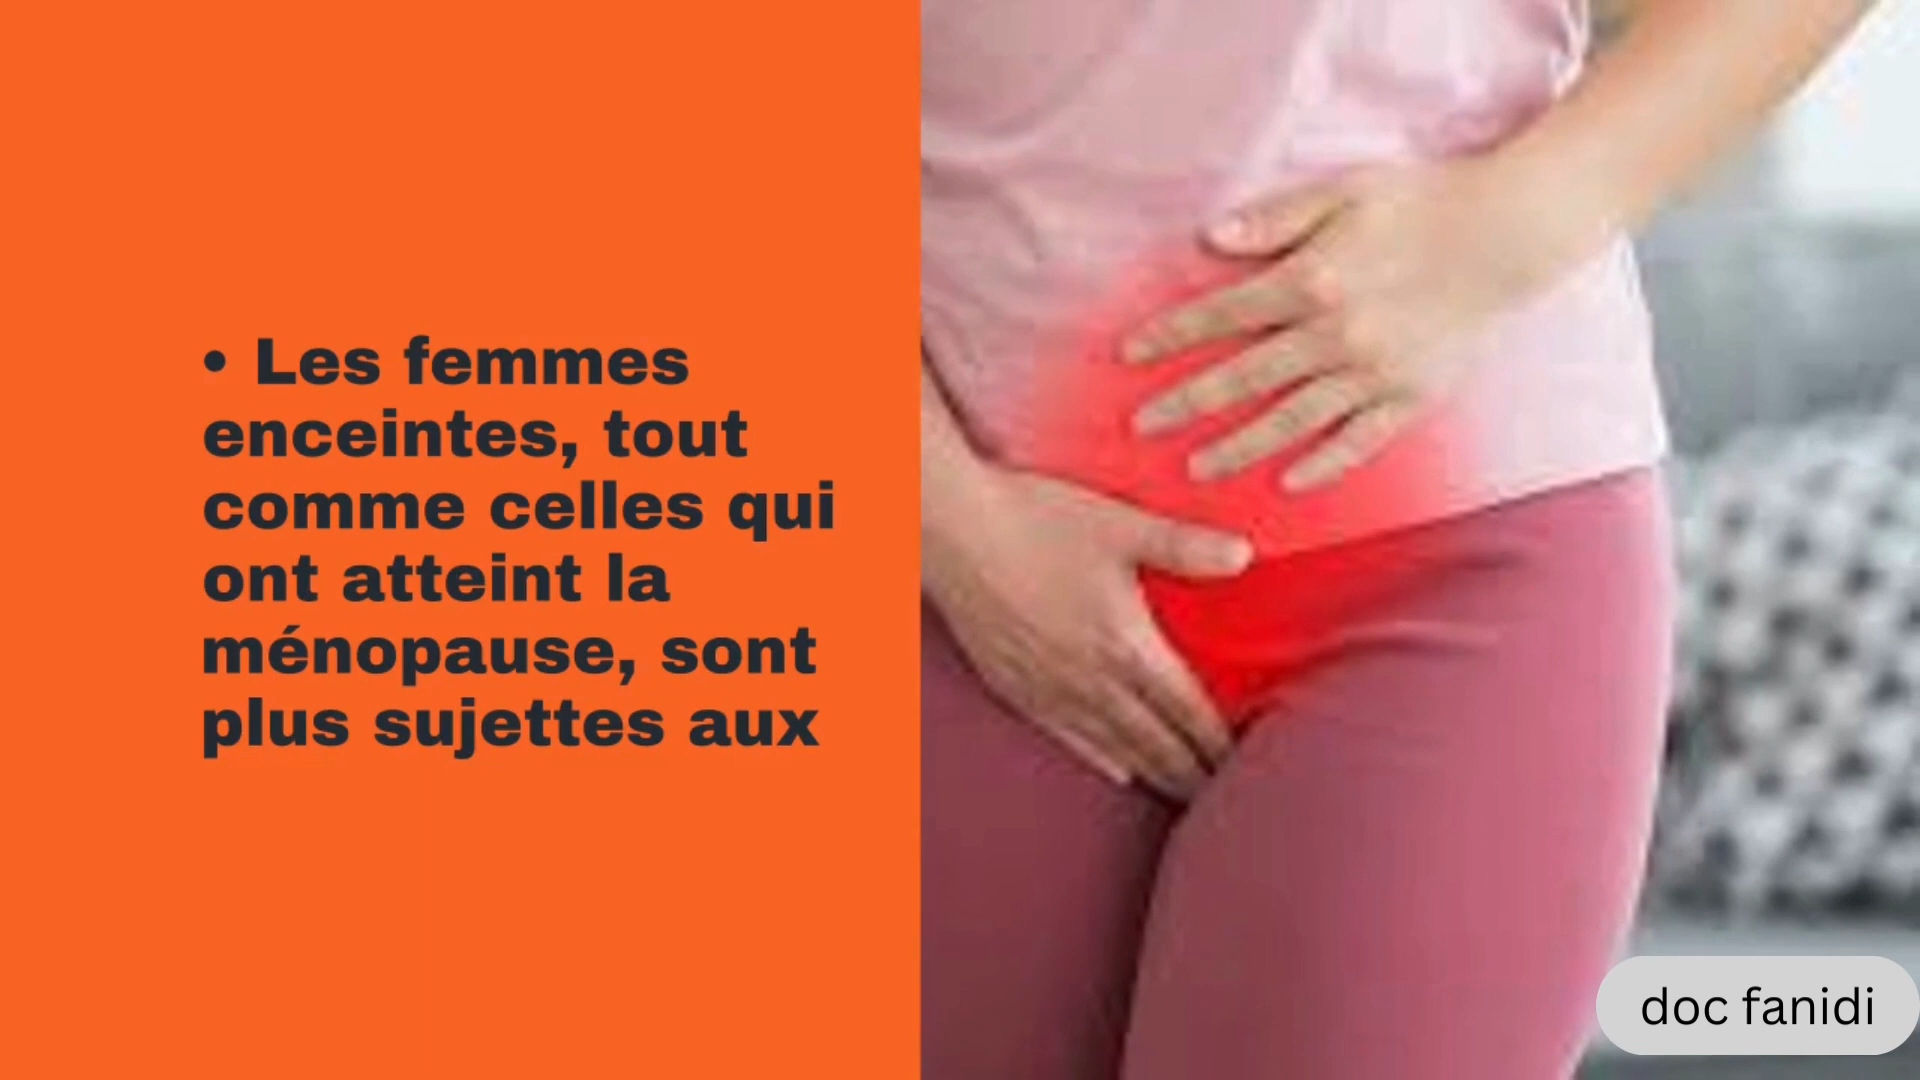 • Les femmes
enceintes, tout
comme celles qui
ont atteint la
ménopause, sont
plus sujettes aux
doc fanidi